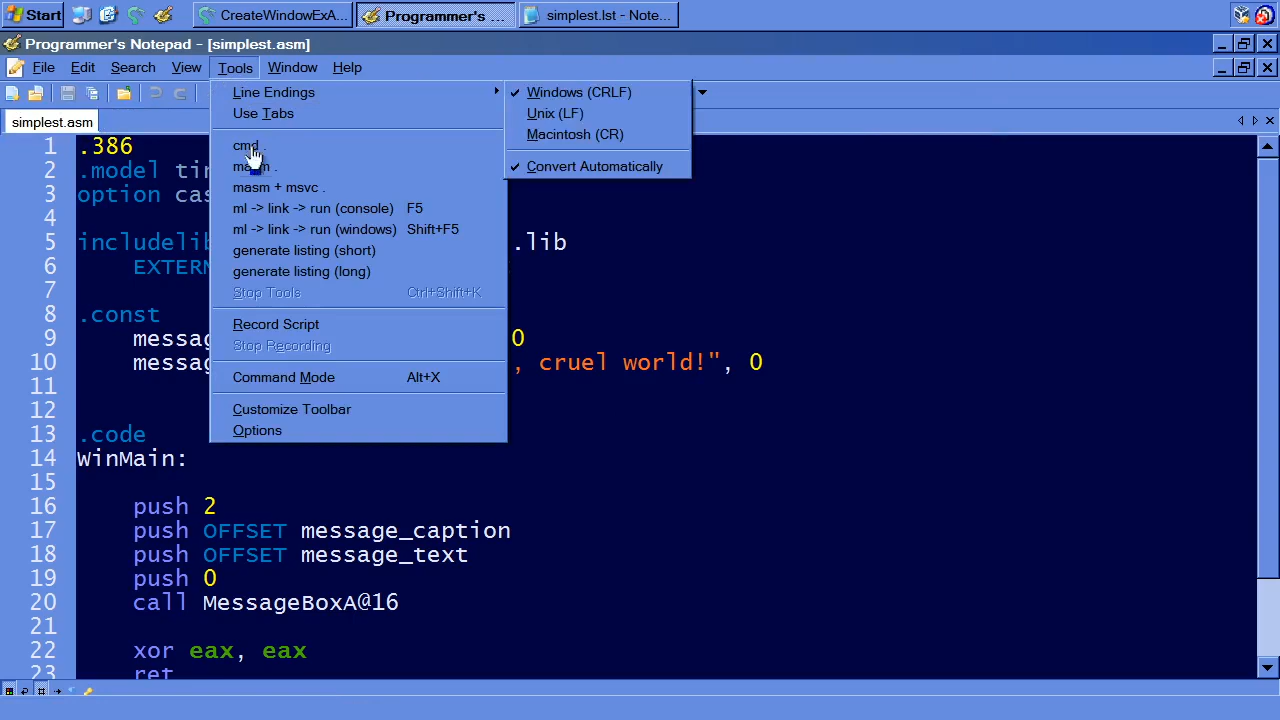 Start CreateWindowExA... Programmer's ... simplest.lst - Note...
Programmer's Notepad - [simplest.asm]
File Edit Search View Tools Window Help
simplest.asm
Line Endings
Use Tabs
cmd .
masm + msvc .
ml -> link -> run (console) F5
ml -> link -> run (windows) Shift+F5
generate listing (short)
generate listing (long)
Stop Tools Ctrl+Shift+K
Record Script
Stop Recording
Command Mode Alt+X
Customize Toolbar
Options
Windows (CRLF)
Unix (LF)
Macintosh (CR)
Convert Automatically
1 .386
2 .model
3 option
4
5 .lib
6 EXTERN
7
8 .const
9 0
10 , cruel world!", 0
11
12
13 .code
14 WinMain:
15
16 push 2
17 push OFFSET message_caption
18 push OFFSET message_text
19 push 0
20 call MessageBoxA@16
21
22 xor eax, eax
23 ret